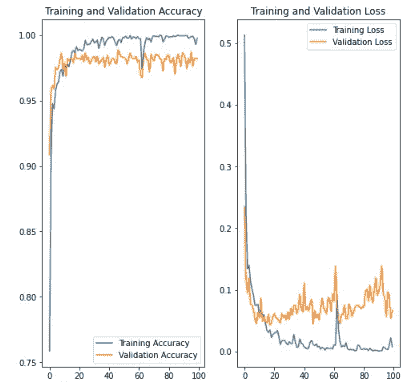 Training and Validation Accuracy
1.00
0.95
0.90
0.85
0.80
0.75
0 20 40 60 80 100
Training Accuracy
Validation Accuracy
Training and Validation Loss
0.5
0.4
0.3
0.2
0.1
0.0
0 20 40 60 80 100
Training Loss
Validation Loss